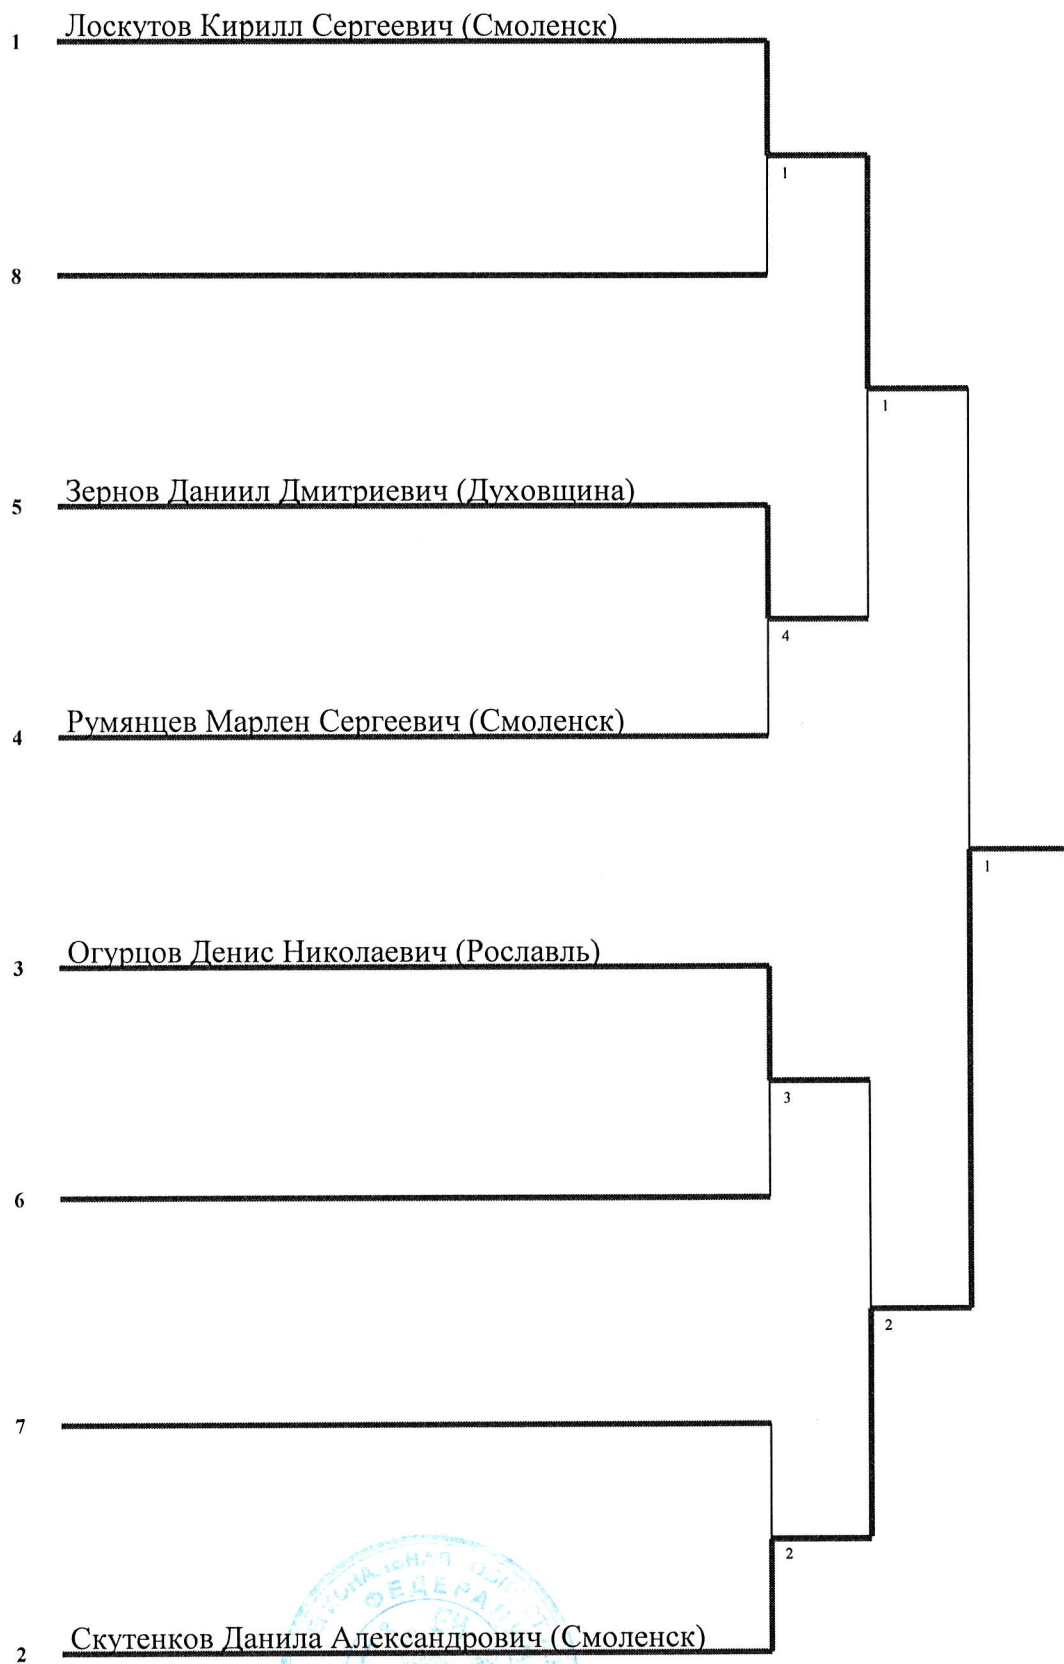 Лоскутов Кирилл Сергеевич (Смоленск)
1
1
8
1
Зернов Даниил Дмитриевич (Духовщина)
5
4
Румянцев Марлен Сергеевич (Смоленск)
4
1
Огурцов Денис Николаевич (Рославль)
3
3
6
2
7
2
ФЕДЕРА
Скутенков Данила Александрович (Смоленск)
2